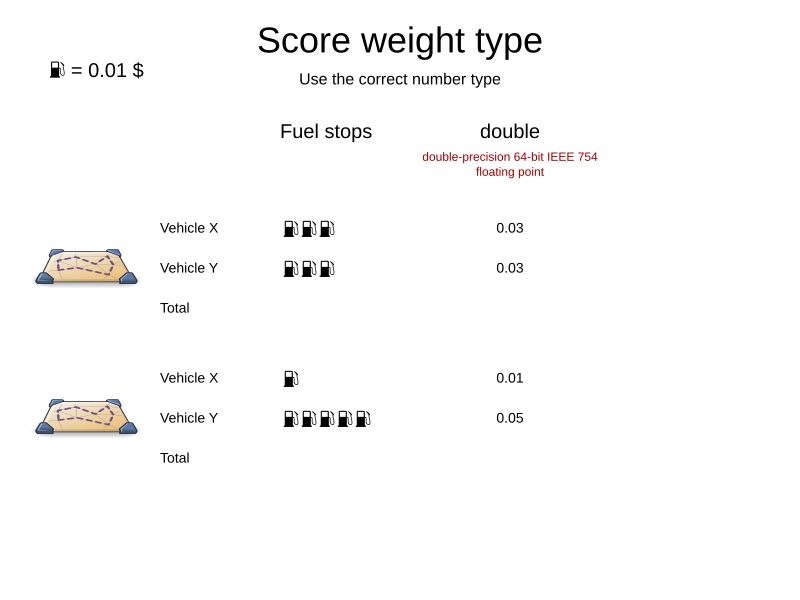 Score weight type
= 0.01 $
Use the correct number type
Fuel stops double
double-precision 64-bit IEEE 754
floating point
Vehicle X 0.03
Vehicle Y 0.03
Total
Vehicle X 0.01
Vehicle Y 0.05
Total